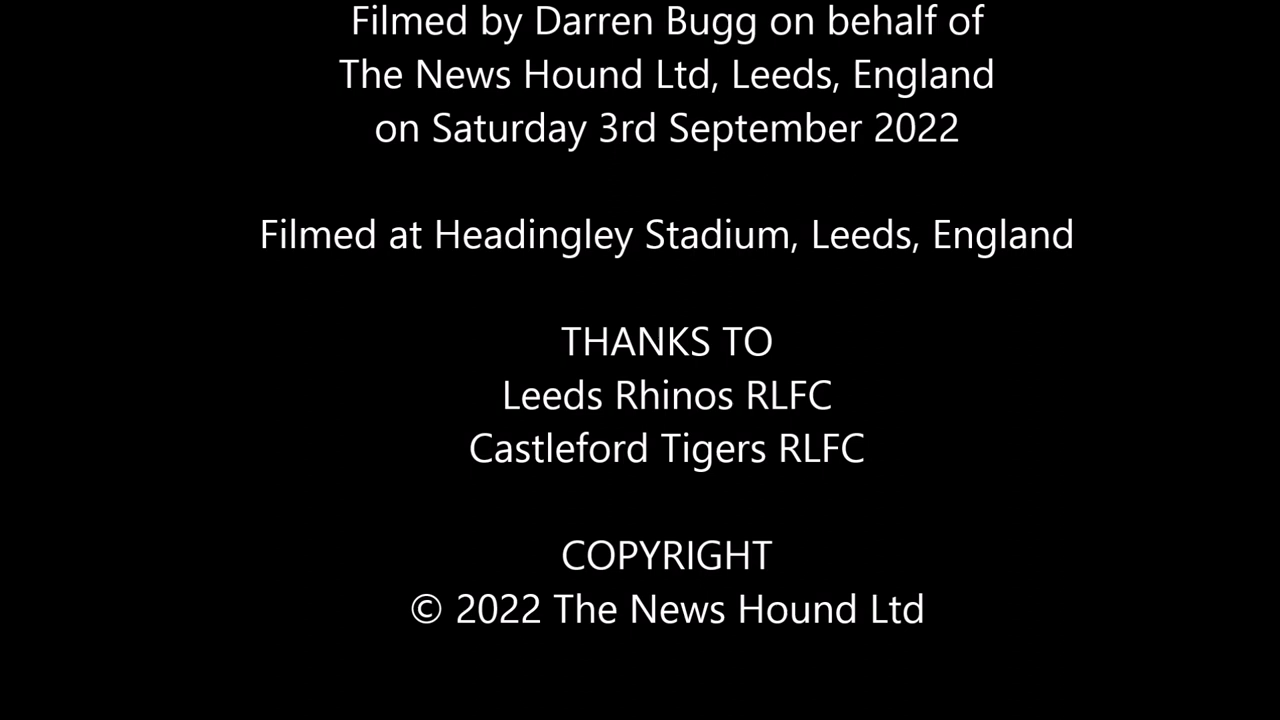 Filmed by Darren Bugg on behalf of
The News Hound Ltd, Leeds, England
on Saturday 3rd September 2022
Filmed at Headingley Stadium, Leeds, England
THANKS TO
Leeds Rhinos RLFC
Castleford Tigers RLFC
COPYRIGHT
© 2022 The News Hound Ltd